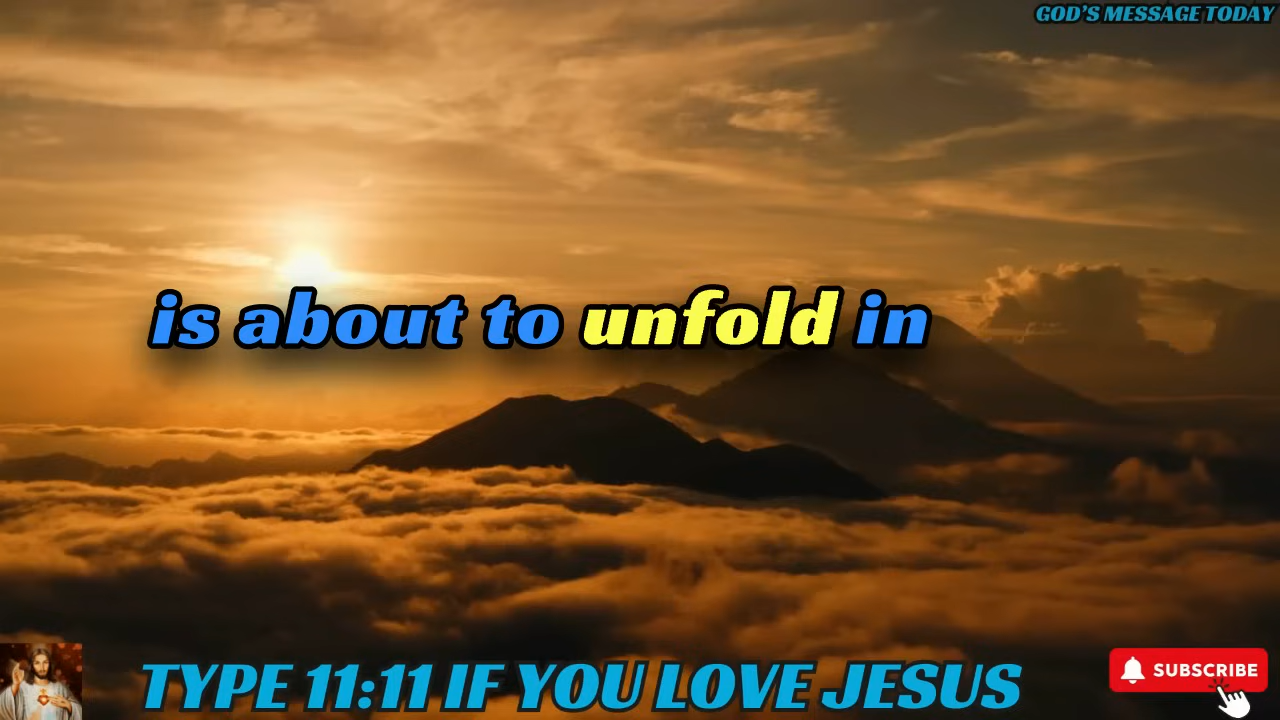 GOD'S MESSAGE TODAY
is about to unfold in
TYPE 11:11 IF YOU LOVE JESUS
SUBSCRIBE